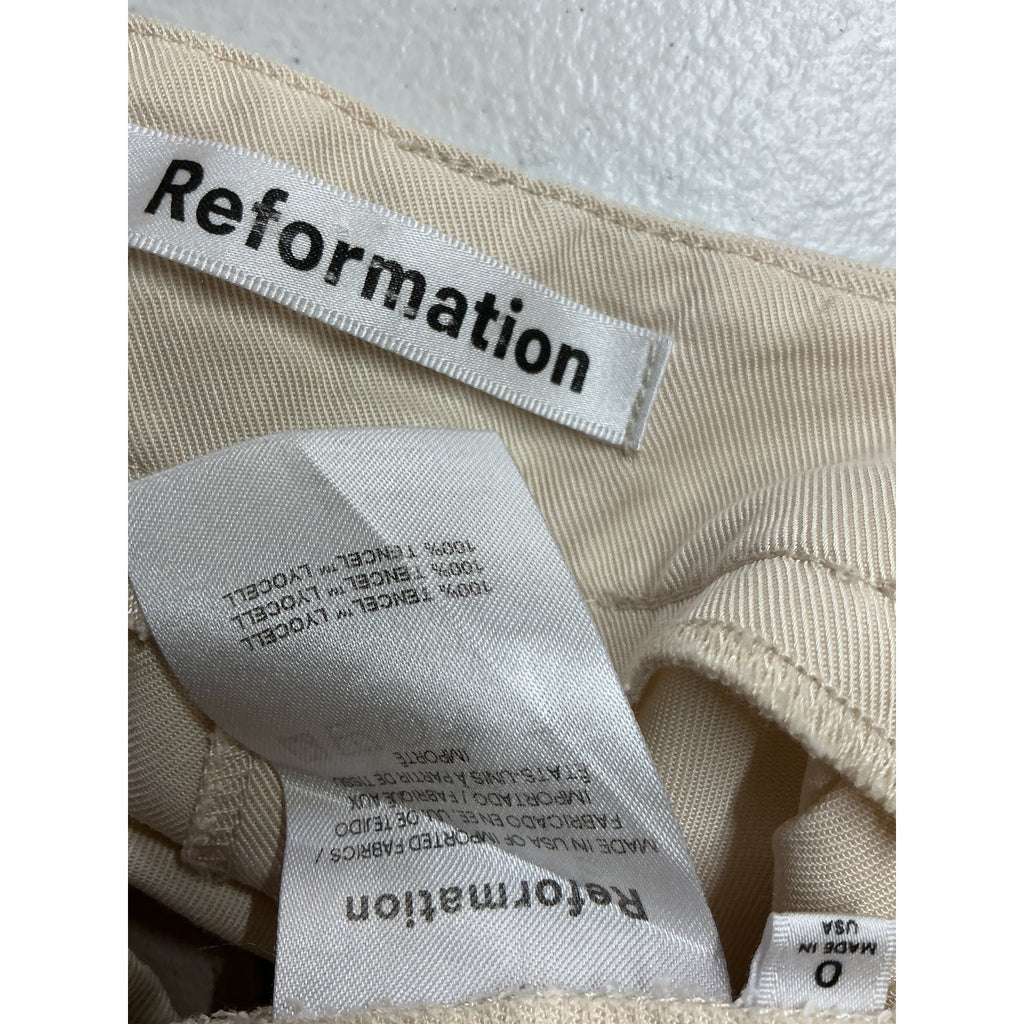 Reformation
Reformation
MADE IN USA OF IMPORTED FABRICS /
FABRICADO EN EE. UU. DE TEJIDO
IMPORTADO / FABRIQUÉ AUX
ÉTATS-UNIS À PARTIR DE TISSU
IMPORTÉ
100% TENCEL™ LYOCELL
100% TENCEL™ LYOCELL
100% TENCEL™ LYOCELL
0
MADE IN
USA